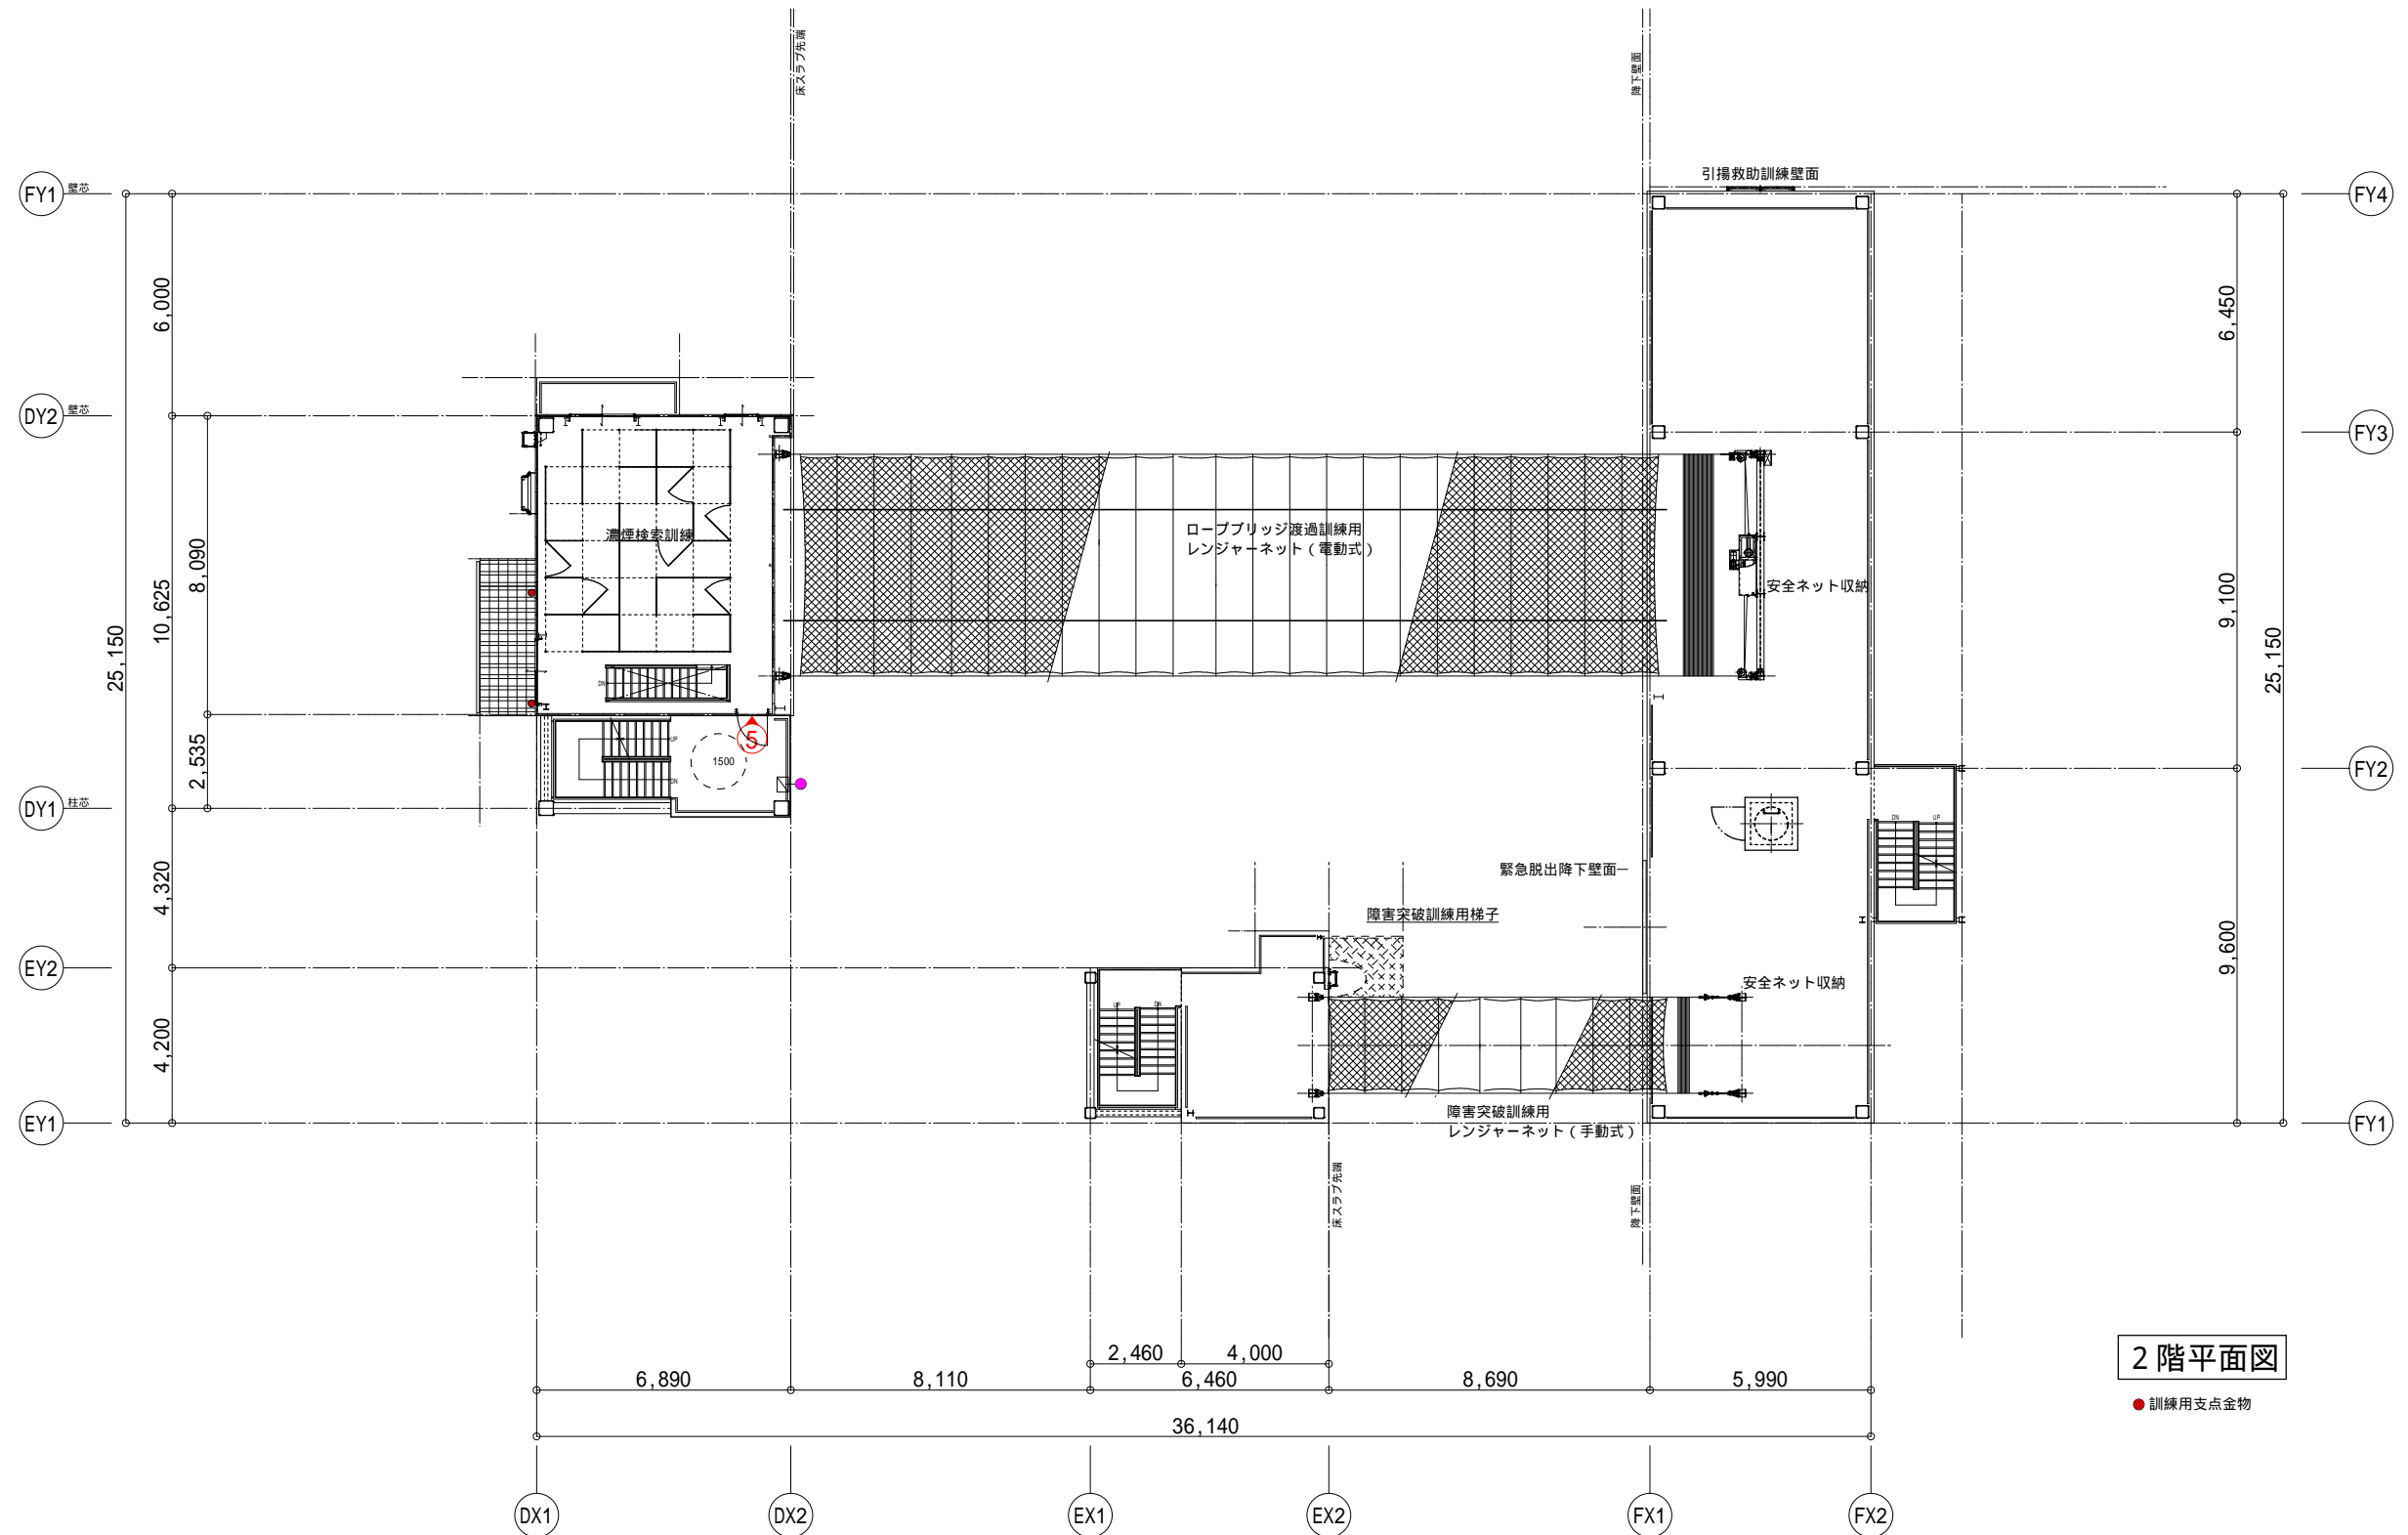 床スラブ先端
降下壁面
引揚救助訓練壁面
FY1
壁芯
FY4
6,000
6,450
DY2
壁芯
FY3
濃煙検索訓練
ロープブリッジ渡過訓練用
レンジャーネット(電動式)
安全ネット収納
8,090
10,625
25,150
9,100
25,150
DN
5
UP
DN
1500
2,535
FY2
DY1
柱芯
DN
UP
緊急脱出降下壁面
4,320
障害突破訓練用梯子
9,600
EY2
安全ネット収納
UP
DN
4,200
障害突破訓練用
レンジャーネット(手動式)
EY1
FY1
床スラブ先端
降下壁面
2,460
4,000
2階平面図
6,890
8,110
6,460
8,690
5,990
訓練用支点金物
36,140
DX1
DX2
EX1
EX2
FX1
FX2